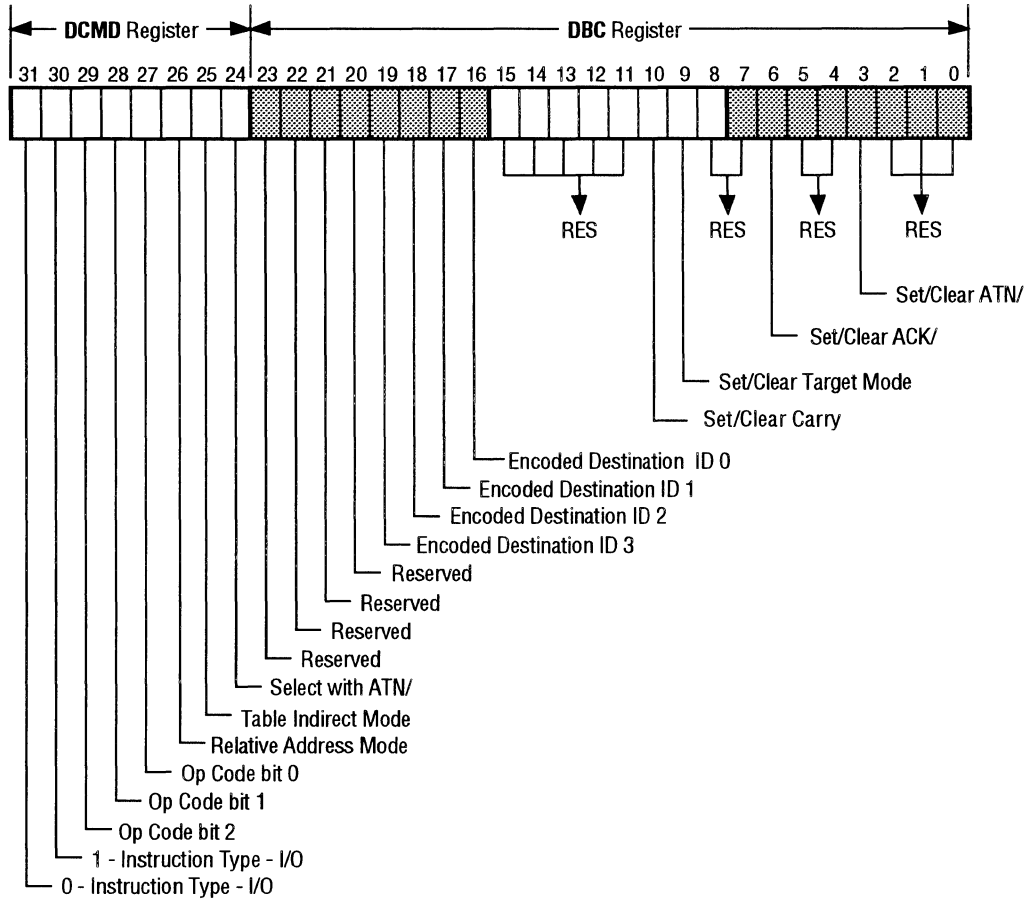 DCMD Register
DBC Register
31 30 29 28 27 26 25 24 23 22 21 20 19 18 17 16 15 14 13 12 11 10 9 8 7 6 5 4 3 2 1 0
RES
RES
RES
RES
Set/Clear ATN/
Set/Clear ACK/
Set/Clear Target Mode
Set/Clear Carry
Encoded Destination ID 0
Encoded Destination ID 1
Encoded Destination ID 2
Encoded Destination ID 3
Reserved
Reserved
Reserved
Reserved
Select with ATN/
Table Indirect Mode
Relative Address Mode
Op Code bit 0
Op Code bit 1
Op Code bit 2
1 - Instruction Type - I/O
0 - Instruction Type - I/O